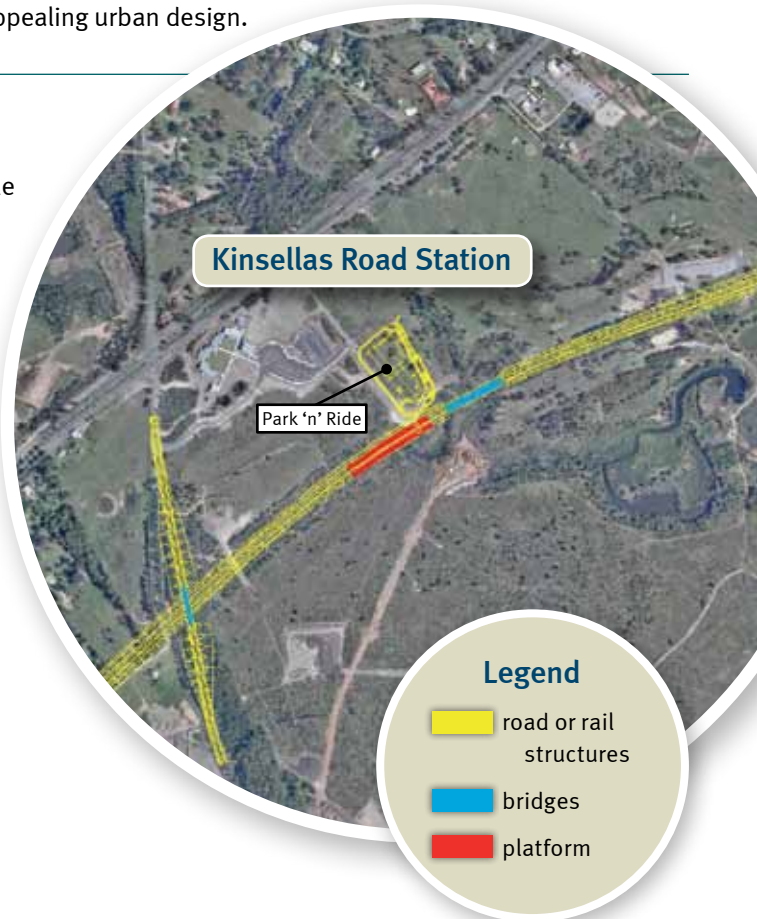 ppealing urban design.
e
Kinsellas Road Station
Park ‘n’ Ride
Legend
road or rail
structures
bridges
platform